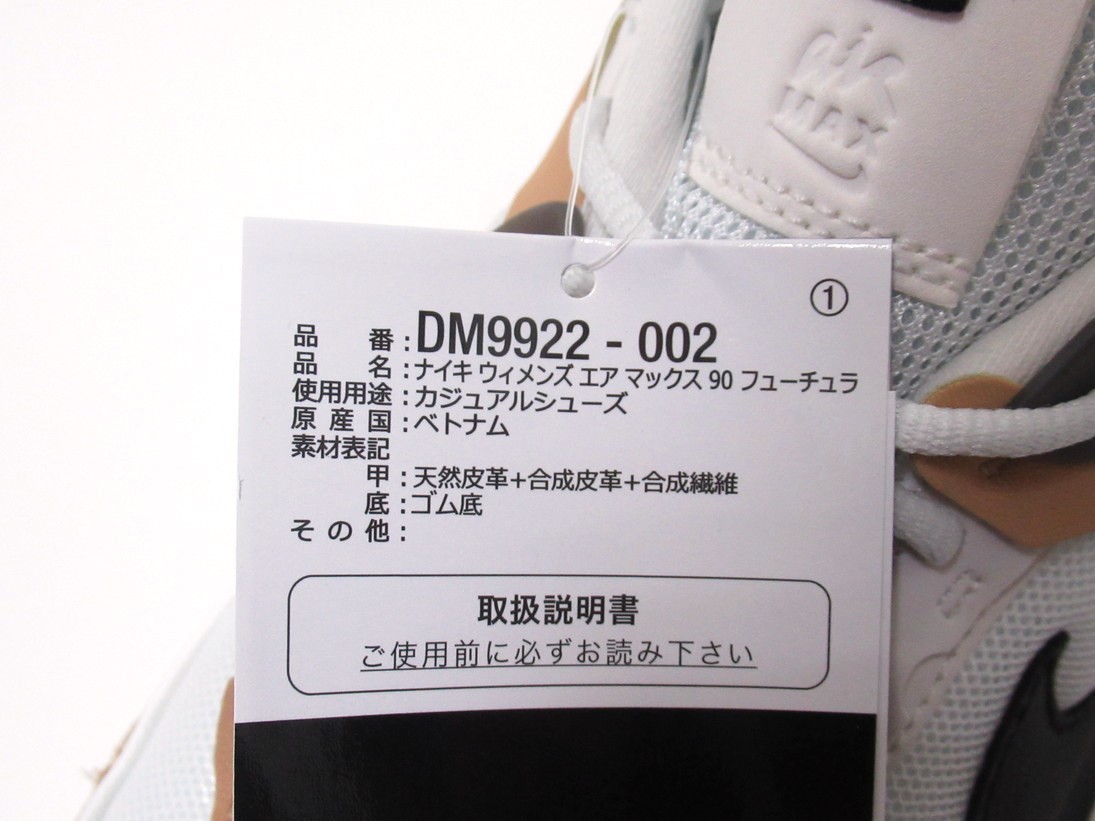 AIR
MAX
①
品 番:DM9922 - 002
品 名:ナイキ ウィメンズ エア マックス 90 フューチュラ
使用用途:カジュアルシューズ
原 産 国:ベトナム
素材表記
甲:天然皮革+合成皮革+合成繊維
底:ゴム底
そ の 他:
取扱説明書
ご使用前に必ずお読み下さい